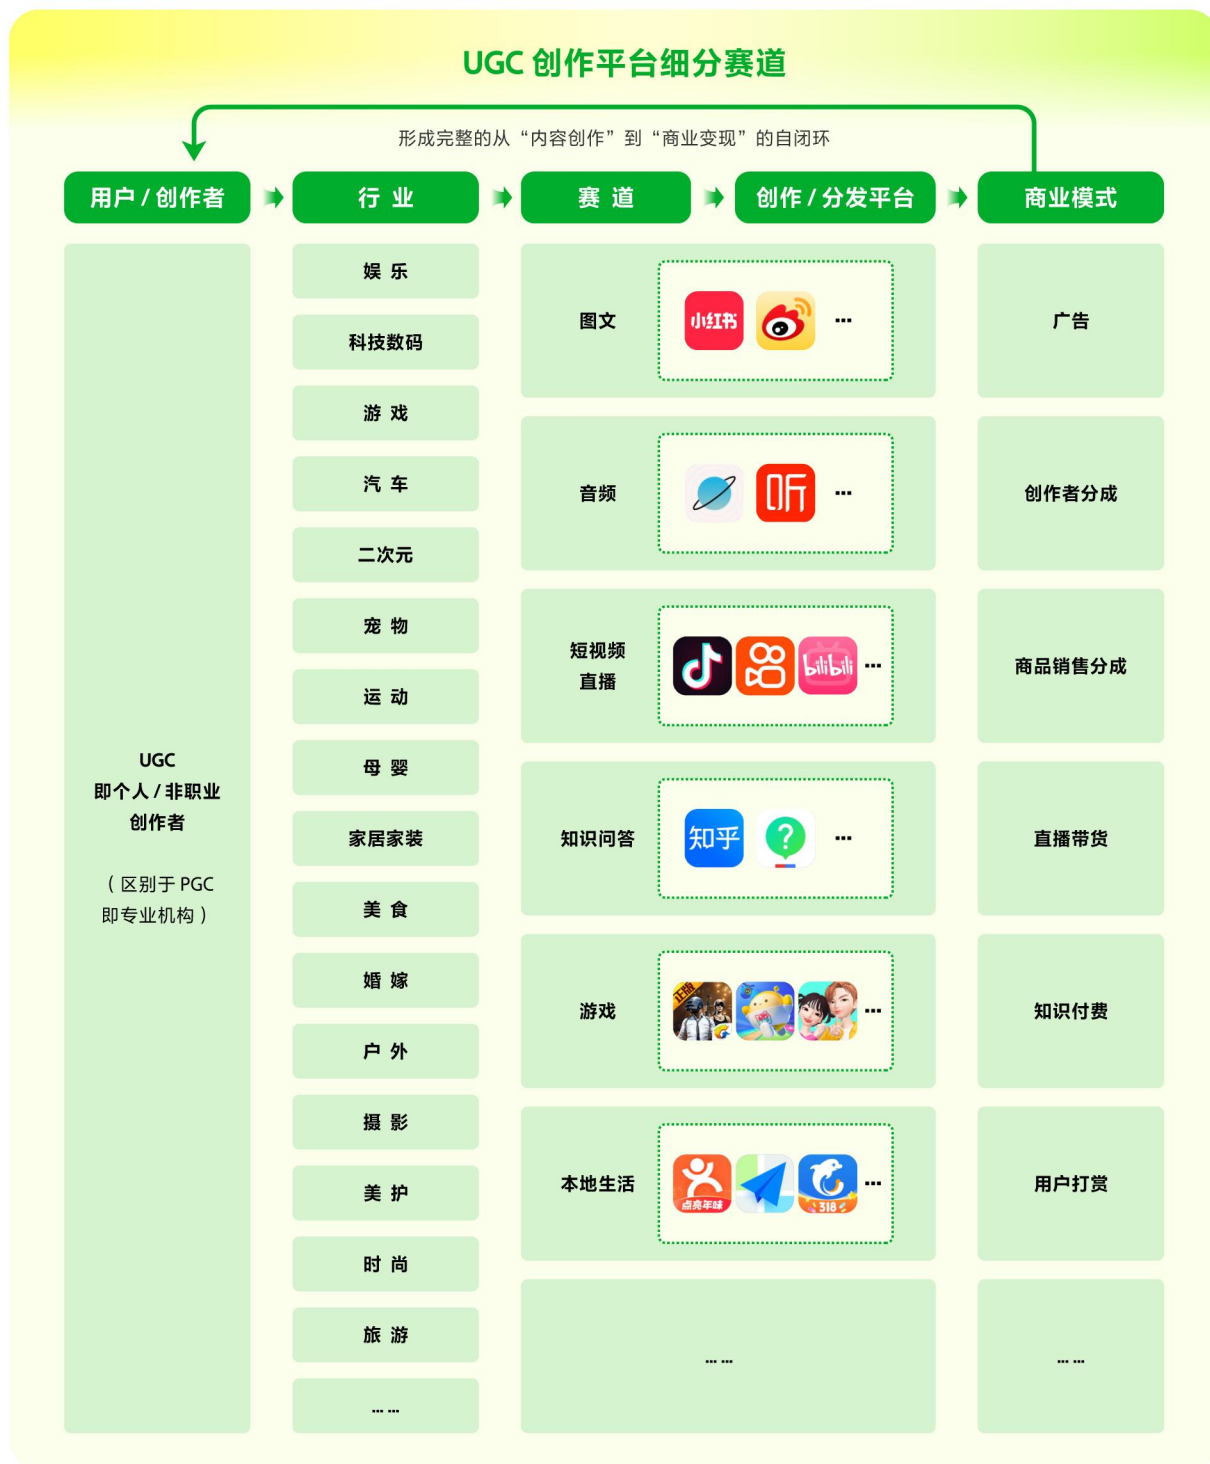 UGC 创作平台细分赛道
形成完整的从“内容创作”到“商业变现”的自闭环
用户 / 创作者
行 业
赛 道
创作 / 分发平台
商业模式
UGC
即个人 / 非职业
创作者
（区别于 PGC
即专业机构）
娱 乐
科技数码
游 戏
汽 车
二次元
宠 物
运 动
母 婴
家居家装
美 食
婚 嫁
户 外
摄 影
美 护
时 尚
旅 游
... ...
图文
小红书
...
音频
听
...
短视频
直播
bilibili
...
知识问答
知乎
?
...
游戏
正版
...
本地生活
点亮年味
318
...
... ...
广告
创作者分成
商品销售分成
直播带货
知识付费
用户打赏
... ...